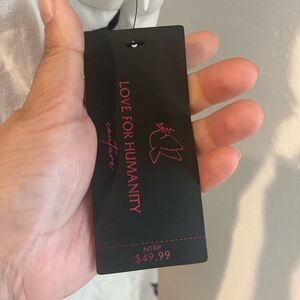 LOVE FOR HUMANITY
couture
MSRP
$49.99